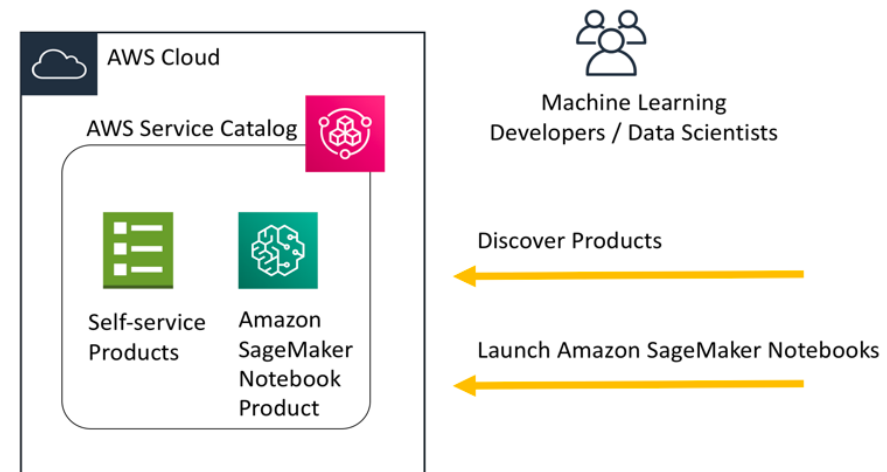 AWS Cloud
AWS Service Catalog
Self-service
Products
Amazon
SageMaker
Notebook
Product
Machine Learning
Developers / Data Scientists
Discover Products
Launch Amazon SageMaker Notebooks